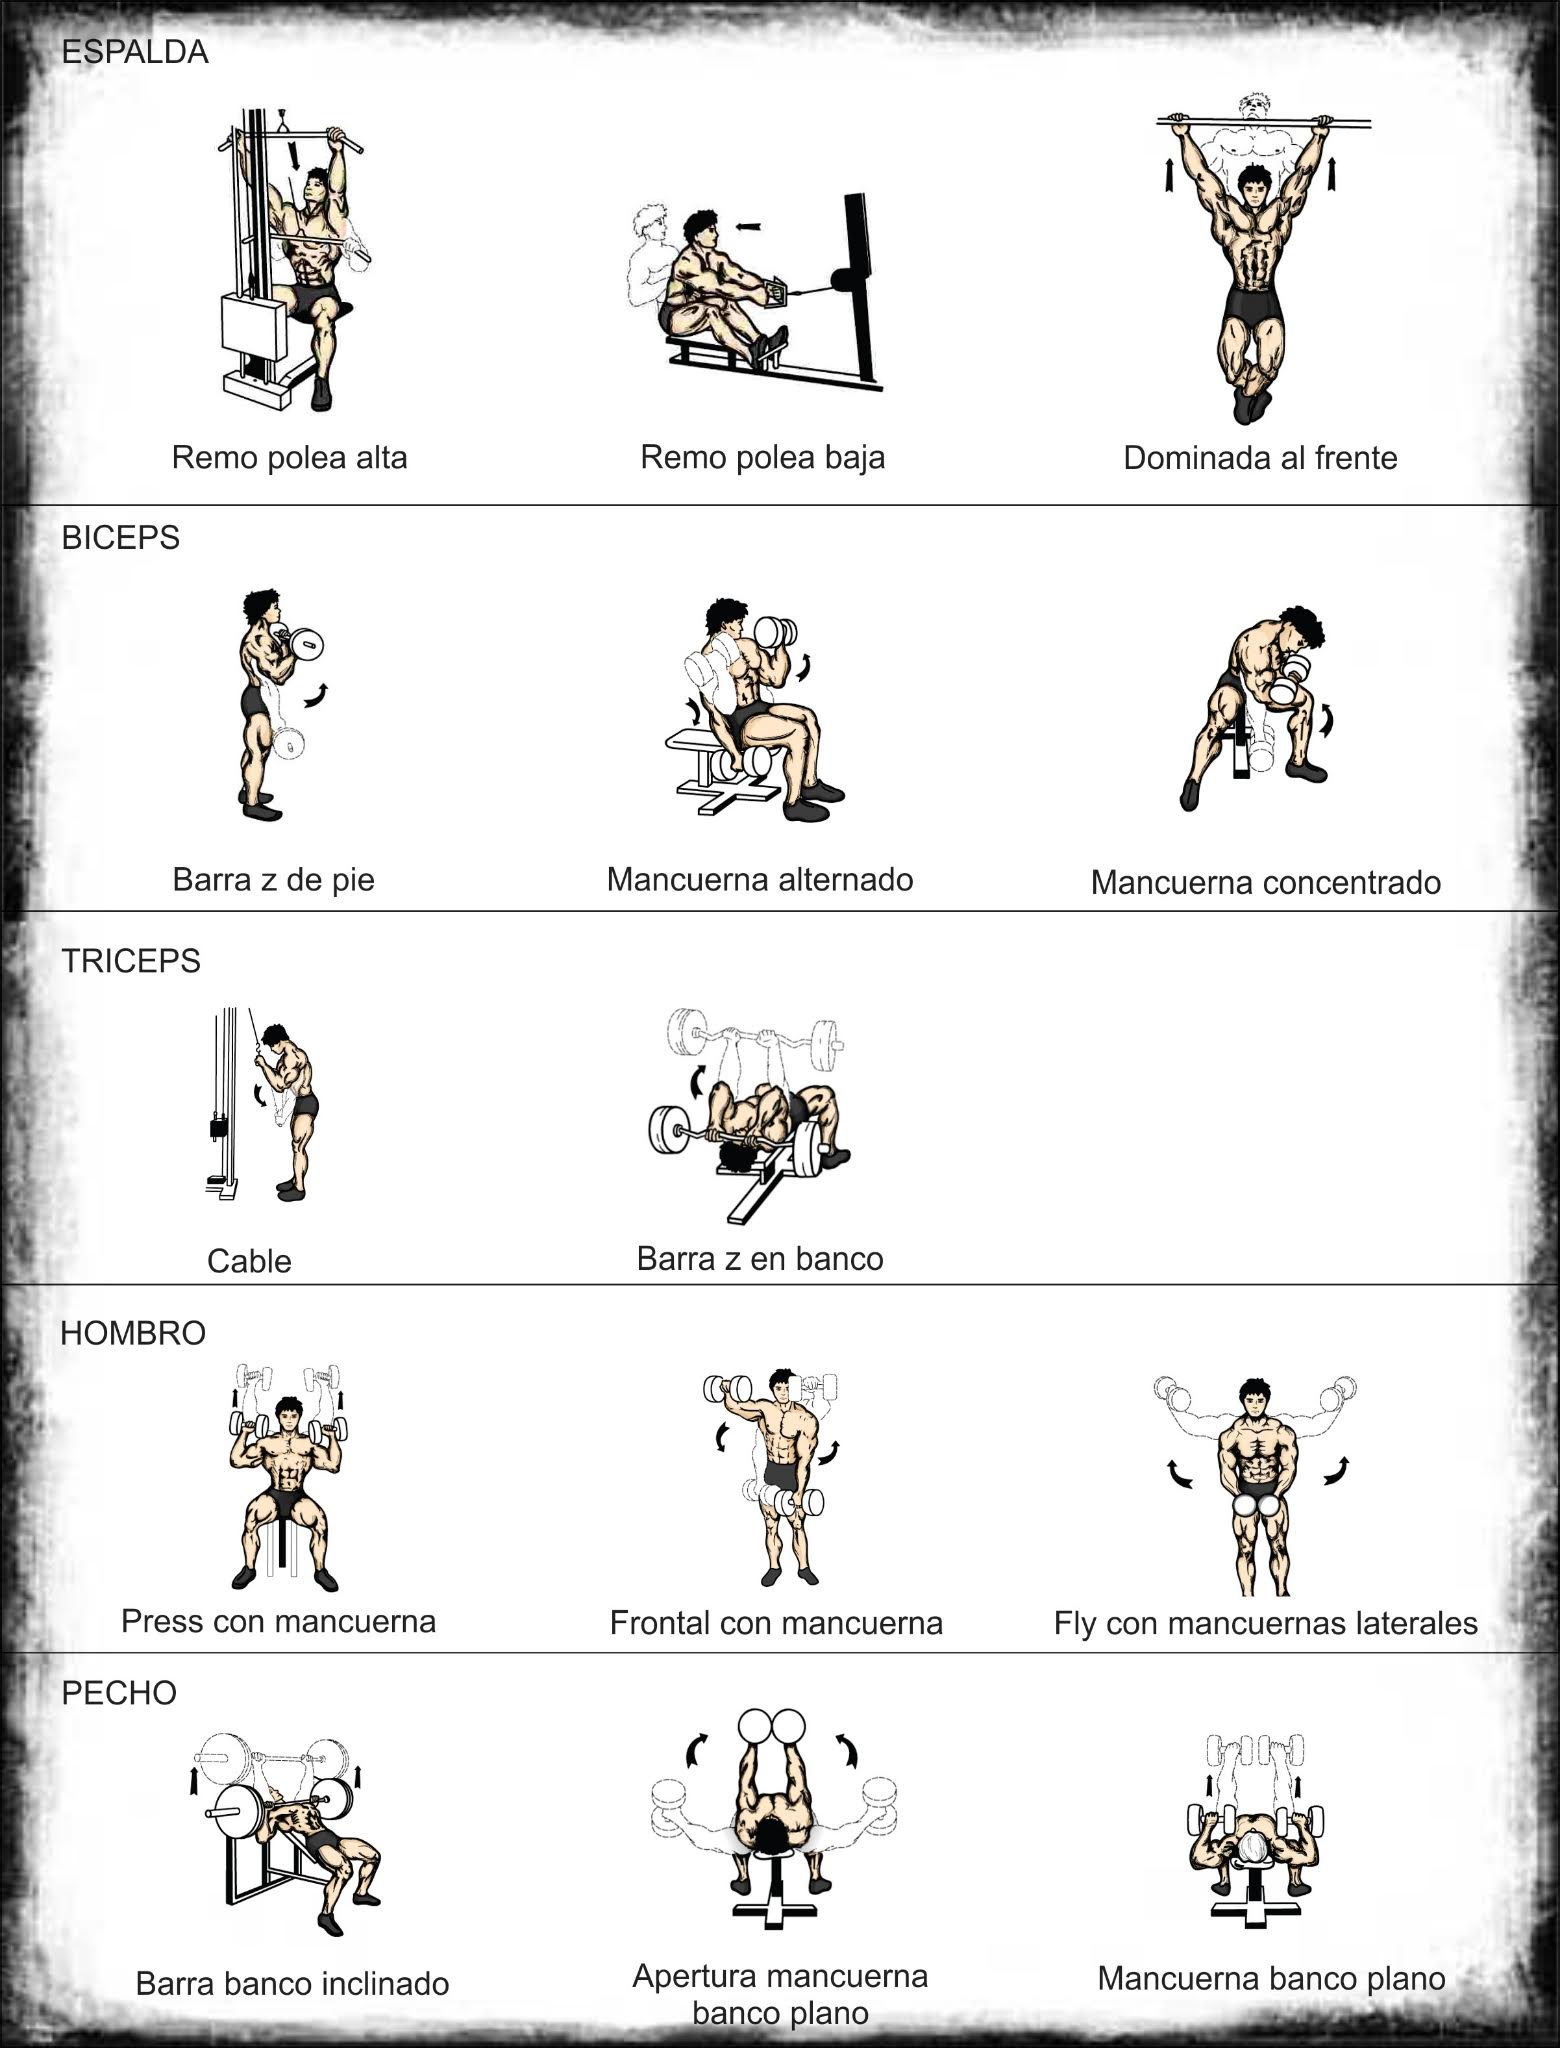 ESPALDA
Remo polea alta
Remo polea baja
Dominada al frente
BICEPS
Barra z de pie
Mancuerna alternado
Mancuerna concentrado
TRICEPS
Cable
Barra z en banco
HOMBRO
Press con mancuerna
Frontal con mancuerna
Fly con mancuernas laterales
PECHO
Barra banco inclinado
Apertura mancuerna
banco plano
Mancuerna banco plano